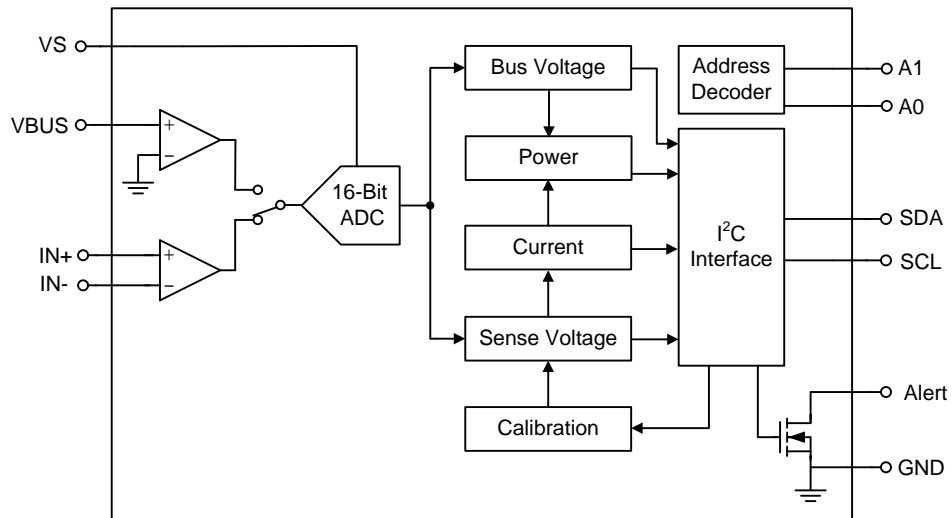 VS
VBUS
+
−
IN+
IN-
+
−
16-Bit
ADC
Bus Voltage
Power
Current
Sense Voltage
Calibration
Address
Decoder
I²C
Interface
A1
A0
SDA
SCL
Alert
GND